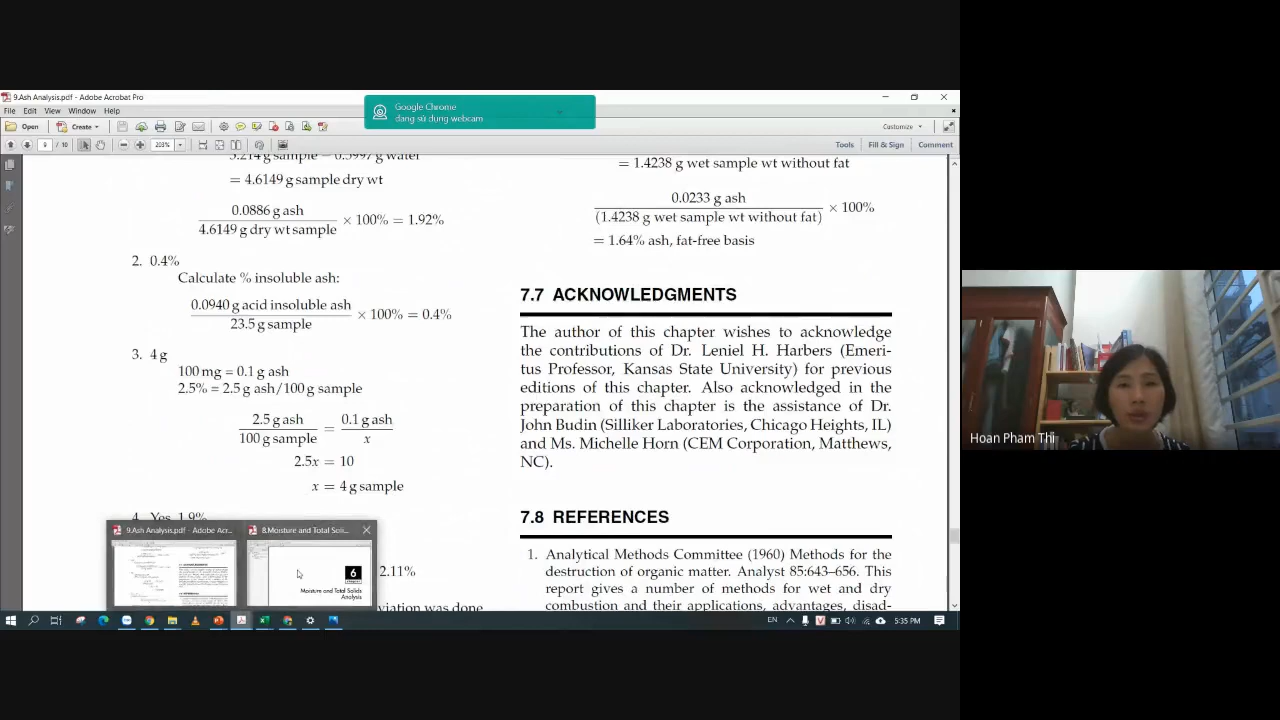 9.Ash Analysis.pdf - Adobe Acrobat Pro
File Edit View Window Help
Google Chrome
đang sử dụng webcam
Open Create Customize
9 / 10 203% Tools Fill & Sign Comment
= 4.6149 g sample dry wt
0.0886 g ash
4.6149 g dry wt sample
× 100% = 1.92%
2. 0.4%
Calculate % insoluble ash:
0.0940 g acid insoluble ash
23.5 g sample
× 100% = 0.4%
3. 4 g
100 mg = 0.1 g ash
2.5% = 2.5 g ash/100 g sample
2.5 g ash
100 g sample
=
0.1 g ash
x
2.5x = 10
x = 4 g sample
4. Yes, 1.9%
2.11%
viation was done
= 1.4238 g wet sample wt without fat
0.0233 g ash
(1.4238 g wet sample wt without fat)
× 100%
= 1.64% ash, fat-free basis
7.7 ACKNOWLEDGMENTS
The author of this chapter wishes to acknowledge
the contributions of Dr. Leniel H. Harbers (Emeri-
tus Professor, Kansas State University) for previous
editions of this chapter. Also acknowledged in the
preparation of this chapter is the assistance of Dr.
John Budin (Silliker Laboratories, Chicago Heights, IL)
and Ms. Michelle Horn (CEM Corporation, Matthews,
NC).
7.8 REFERENCES
1. Analytical Methods Committee (1960) Methods for the
destruction of organic matter. Analyst 85:643–656. This
report gives a number of methods for wet and dry
combustion and their applications, advantages, disad-
9.Ash Analysis.pdf - Adobe Acr...
8.Moisture and Total Soli...
6
Moisture and Total Solids
Analysis
EN 5:35 PM
Hoan Pham Thi